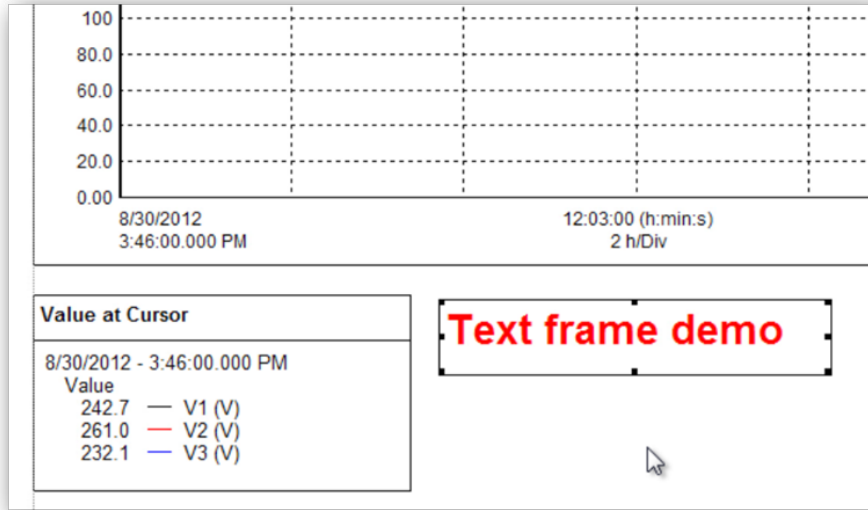 100
80.0
60.0
40.0
20.0
0.00
8/30/2012 12:03:00 (h:min:s)
3:46:00.000 PM 2 h/Div
Value at Cursor
8/30/2012 - 3:46:00.000 PM
Value
242.7 V1 (V)
261.0 V2 (V)
232.1 V3 (V)
Text frame demo